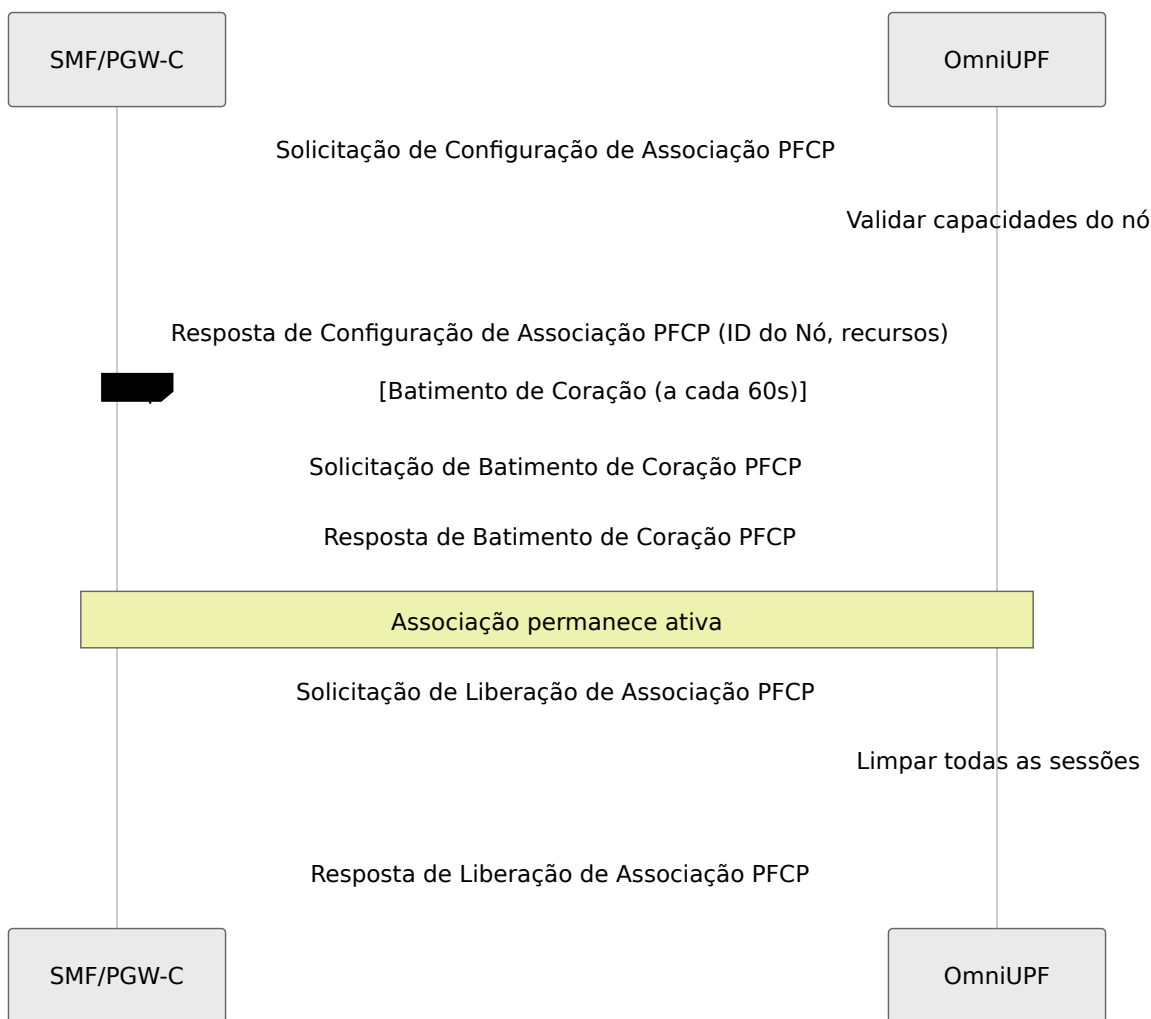 SMF/PGW-C
OmniUPF
Solicitação de Configuração de Associação PFCP
Validar capacidades do nó
Resposta de Configuração de Associação PFCP (ID do Nó, recursos)
[Batimento de Coração (a cada 60s)]
Solicitação de Batimento de Coração PFCP
Resposta de Batimento de Coração PFCP
Associação permanece ativa
Solicitação de Liberação de Associação PFCP
Limpar todas as sessões
Resposta de Liberação de Associação PFCP
SMF/PGW-C
OmniUPF